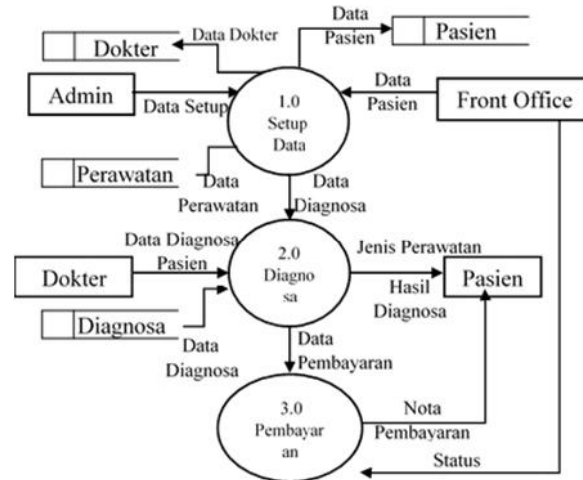 Data
Pasien
Dokter
Data Dokter
Pasien
Admin
Data Setup
1.0
Setup
Data
Data
Pasien
Front Office
Perawatan
Data
Perawatan
Data
Diagnosa
Data Diagnosa
Pasien
Dokter
2.0
Diagno
sa
Jenis Perawatan
Hasil
Diagnosa
Pasien
Diagnosa
Data
Diagnosa
Data
Pembayaran
3.0
Pembayar
an
Nota
Pembayaran
Status